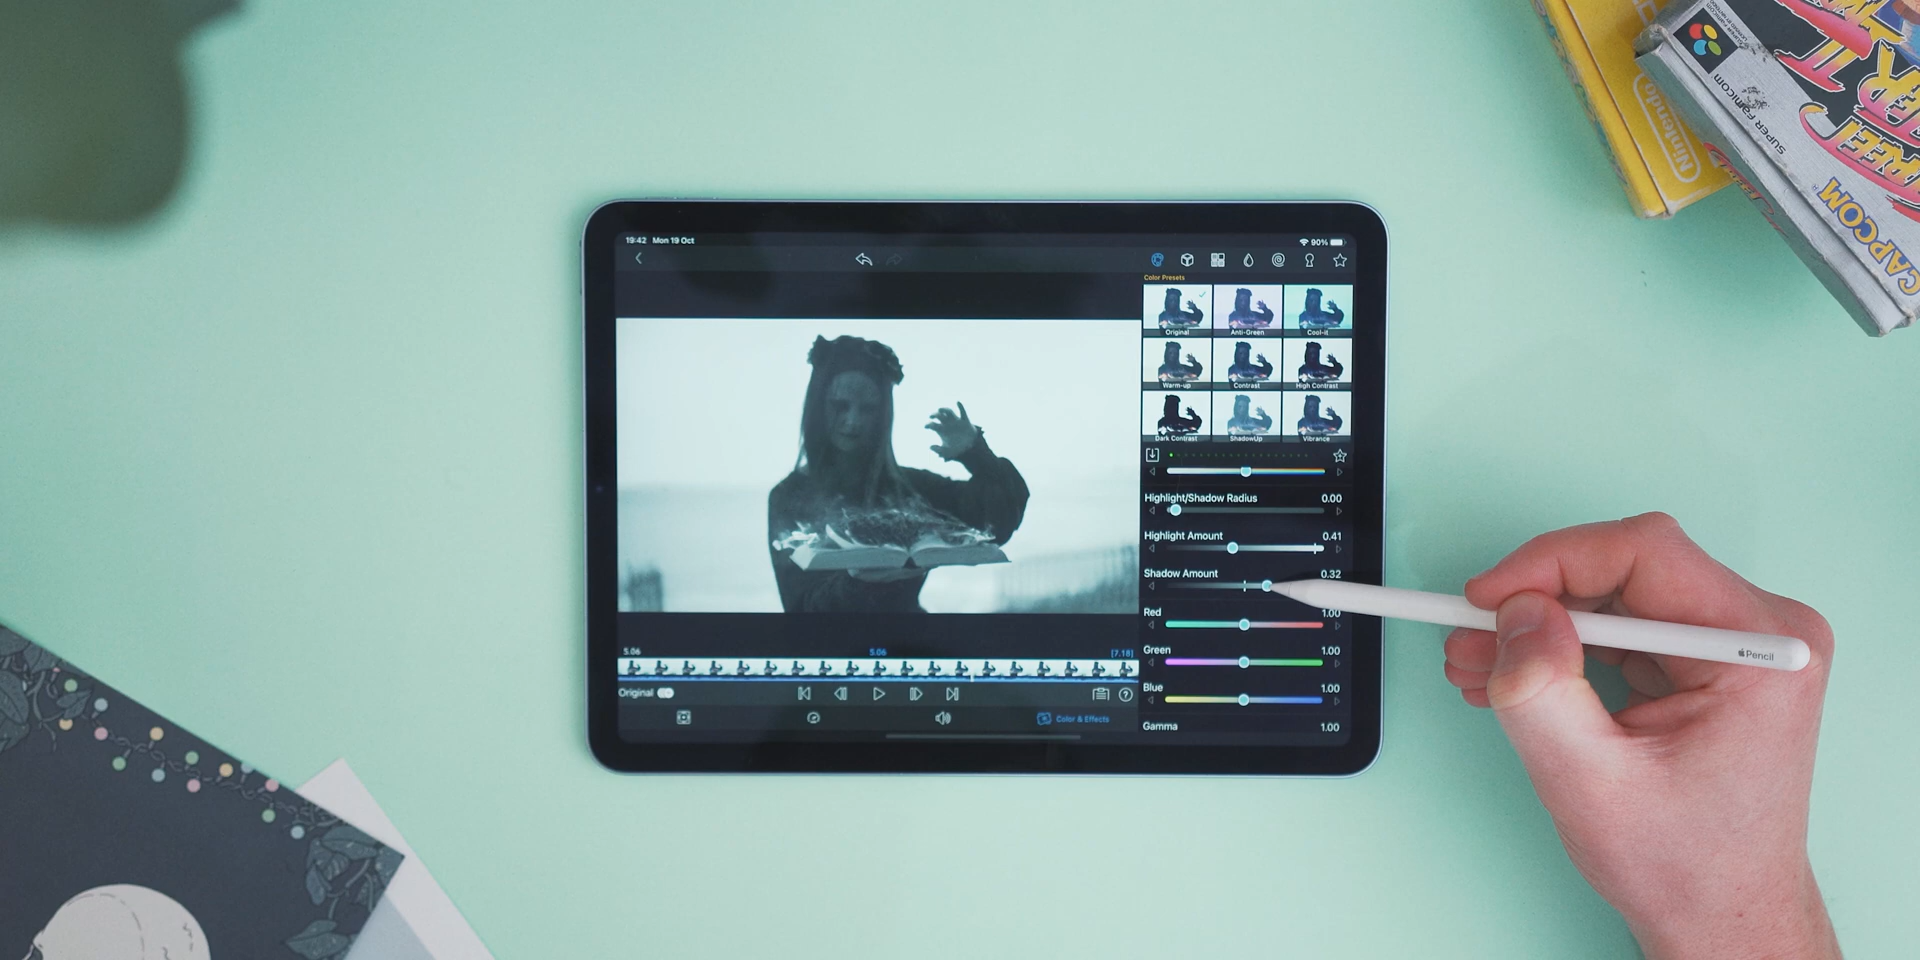 19:42 Mon 19 Oct
90%
Color Presets
Original
Anti-Green
Cool-it
Warm-up
Contrast
High Contrast
Dark Contrast
ShadowUp
Vibrance
Highlight/Shadow Radius 0.00
Highlight Amount 0.41
Shadow Amount 0.32
Red 1.00
Green 1.00
Blue 1.00
Gamma 1.00
5.06
5.06
[7.18]
Original
Color & Effects
Pencil
Nintendo
SUPER FAMICOM
II
CAPCOM